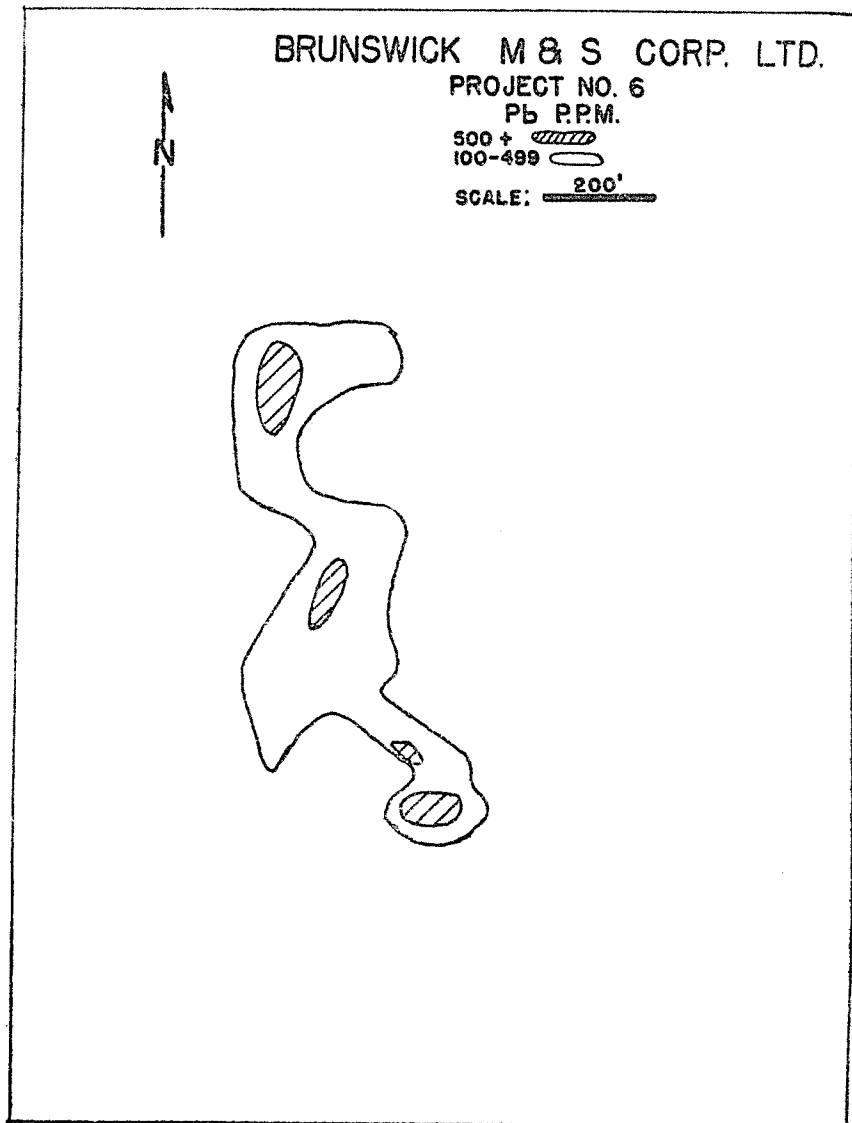 BRUNSWICK M & S CORP. LTD.
PROJECT NO. 6
Pb P.P.M.
500 +
100-499
SCALE: 200'
N